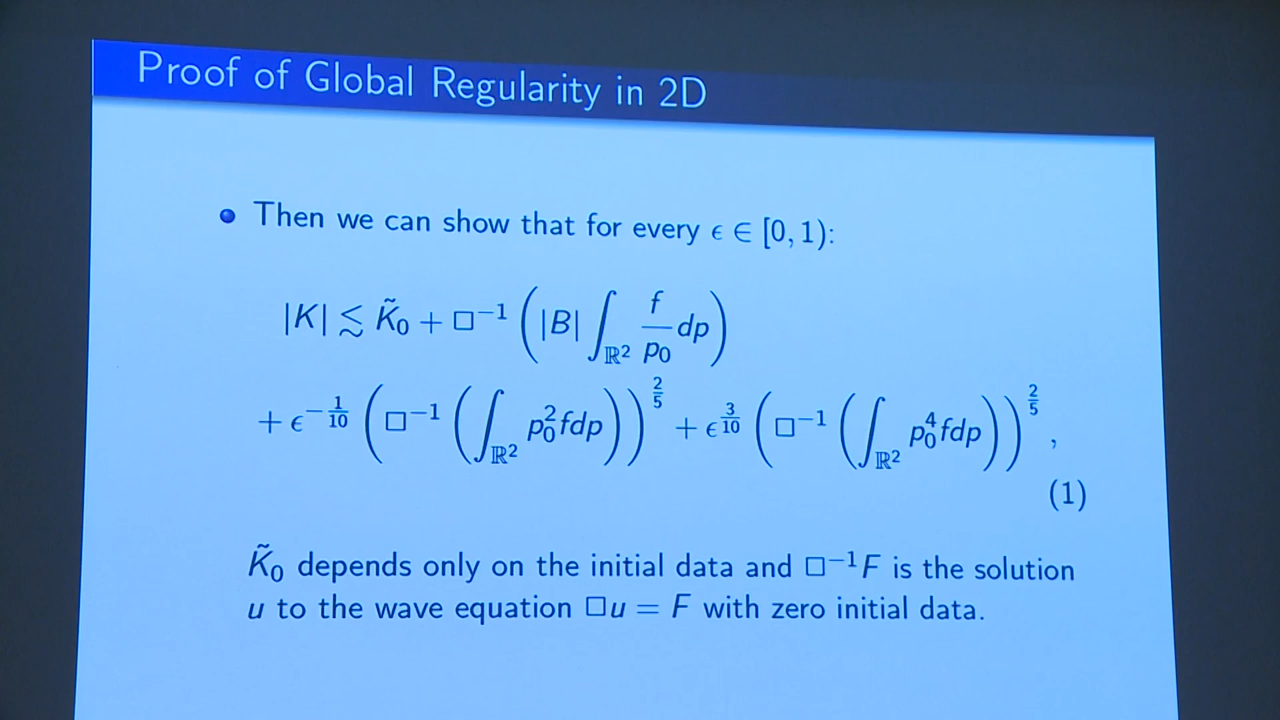 Proof of Global Regularity in 2D
Then we can show that for every ϵ ∈ [0, 1):
|K| ≲ K̃₀ + □⁻¹ ( |B| ∫_{ℝ²} f/p₀ dp )
+ ϵ^{-1/10} ( □⁻¹ ( ∫_{ℝ²} p₀² fdp ) )^{2/5} + ϵ^{3/10} ( □⁻¹ ( ∫_{ℝ²} p₀⁴ fdp ) )^{2/5} ,
(1)
K̃₀ depends only on the initial data and □⁻¹F is the solution
u to the wave equation □u = F with zero initial data.